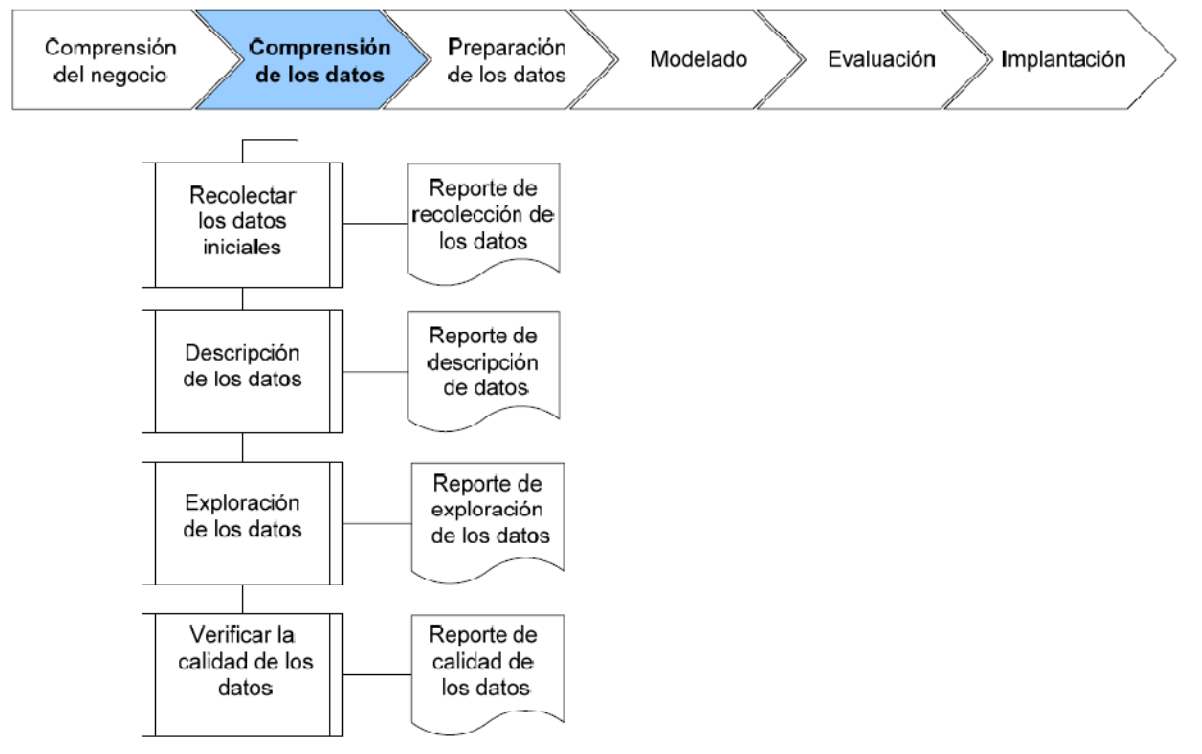 Comprensión
del negocio
Comprensión
de los datos
Preparación
de los datos
Modelado
Evaluación
Implantación
Recolectar
los datos
iniciales
Reporte de
recolección de
los datos
Descripción
de los datos
Reporte de
descripción
de datos
Exploración
de los datos
Reporte de
exploración
de los datos
Verificar la
calidad de los
datos
Reporte de
calidad de
los datos